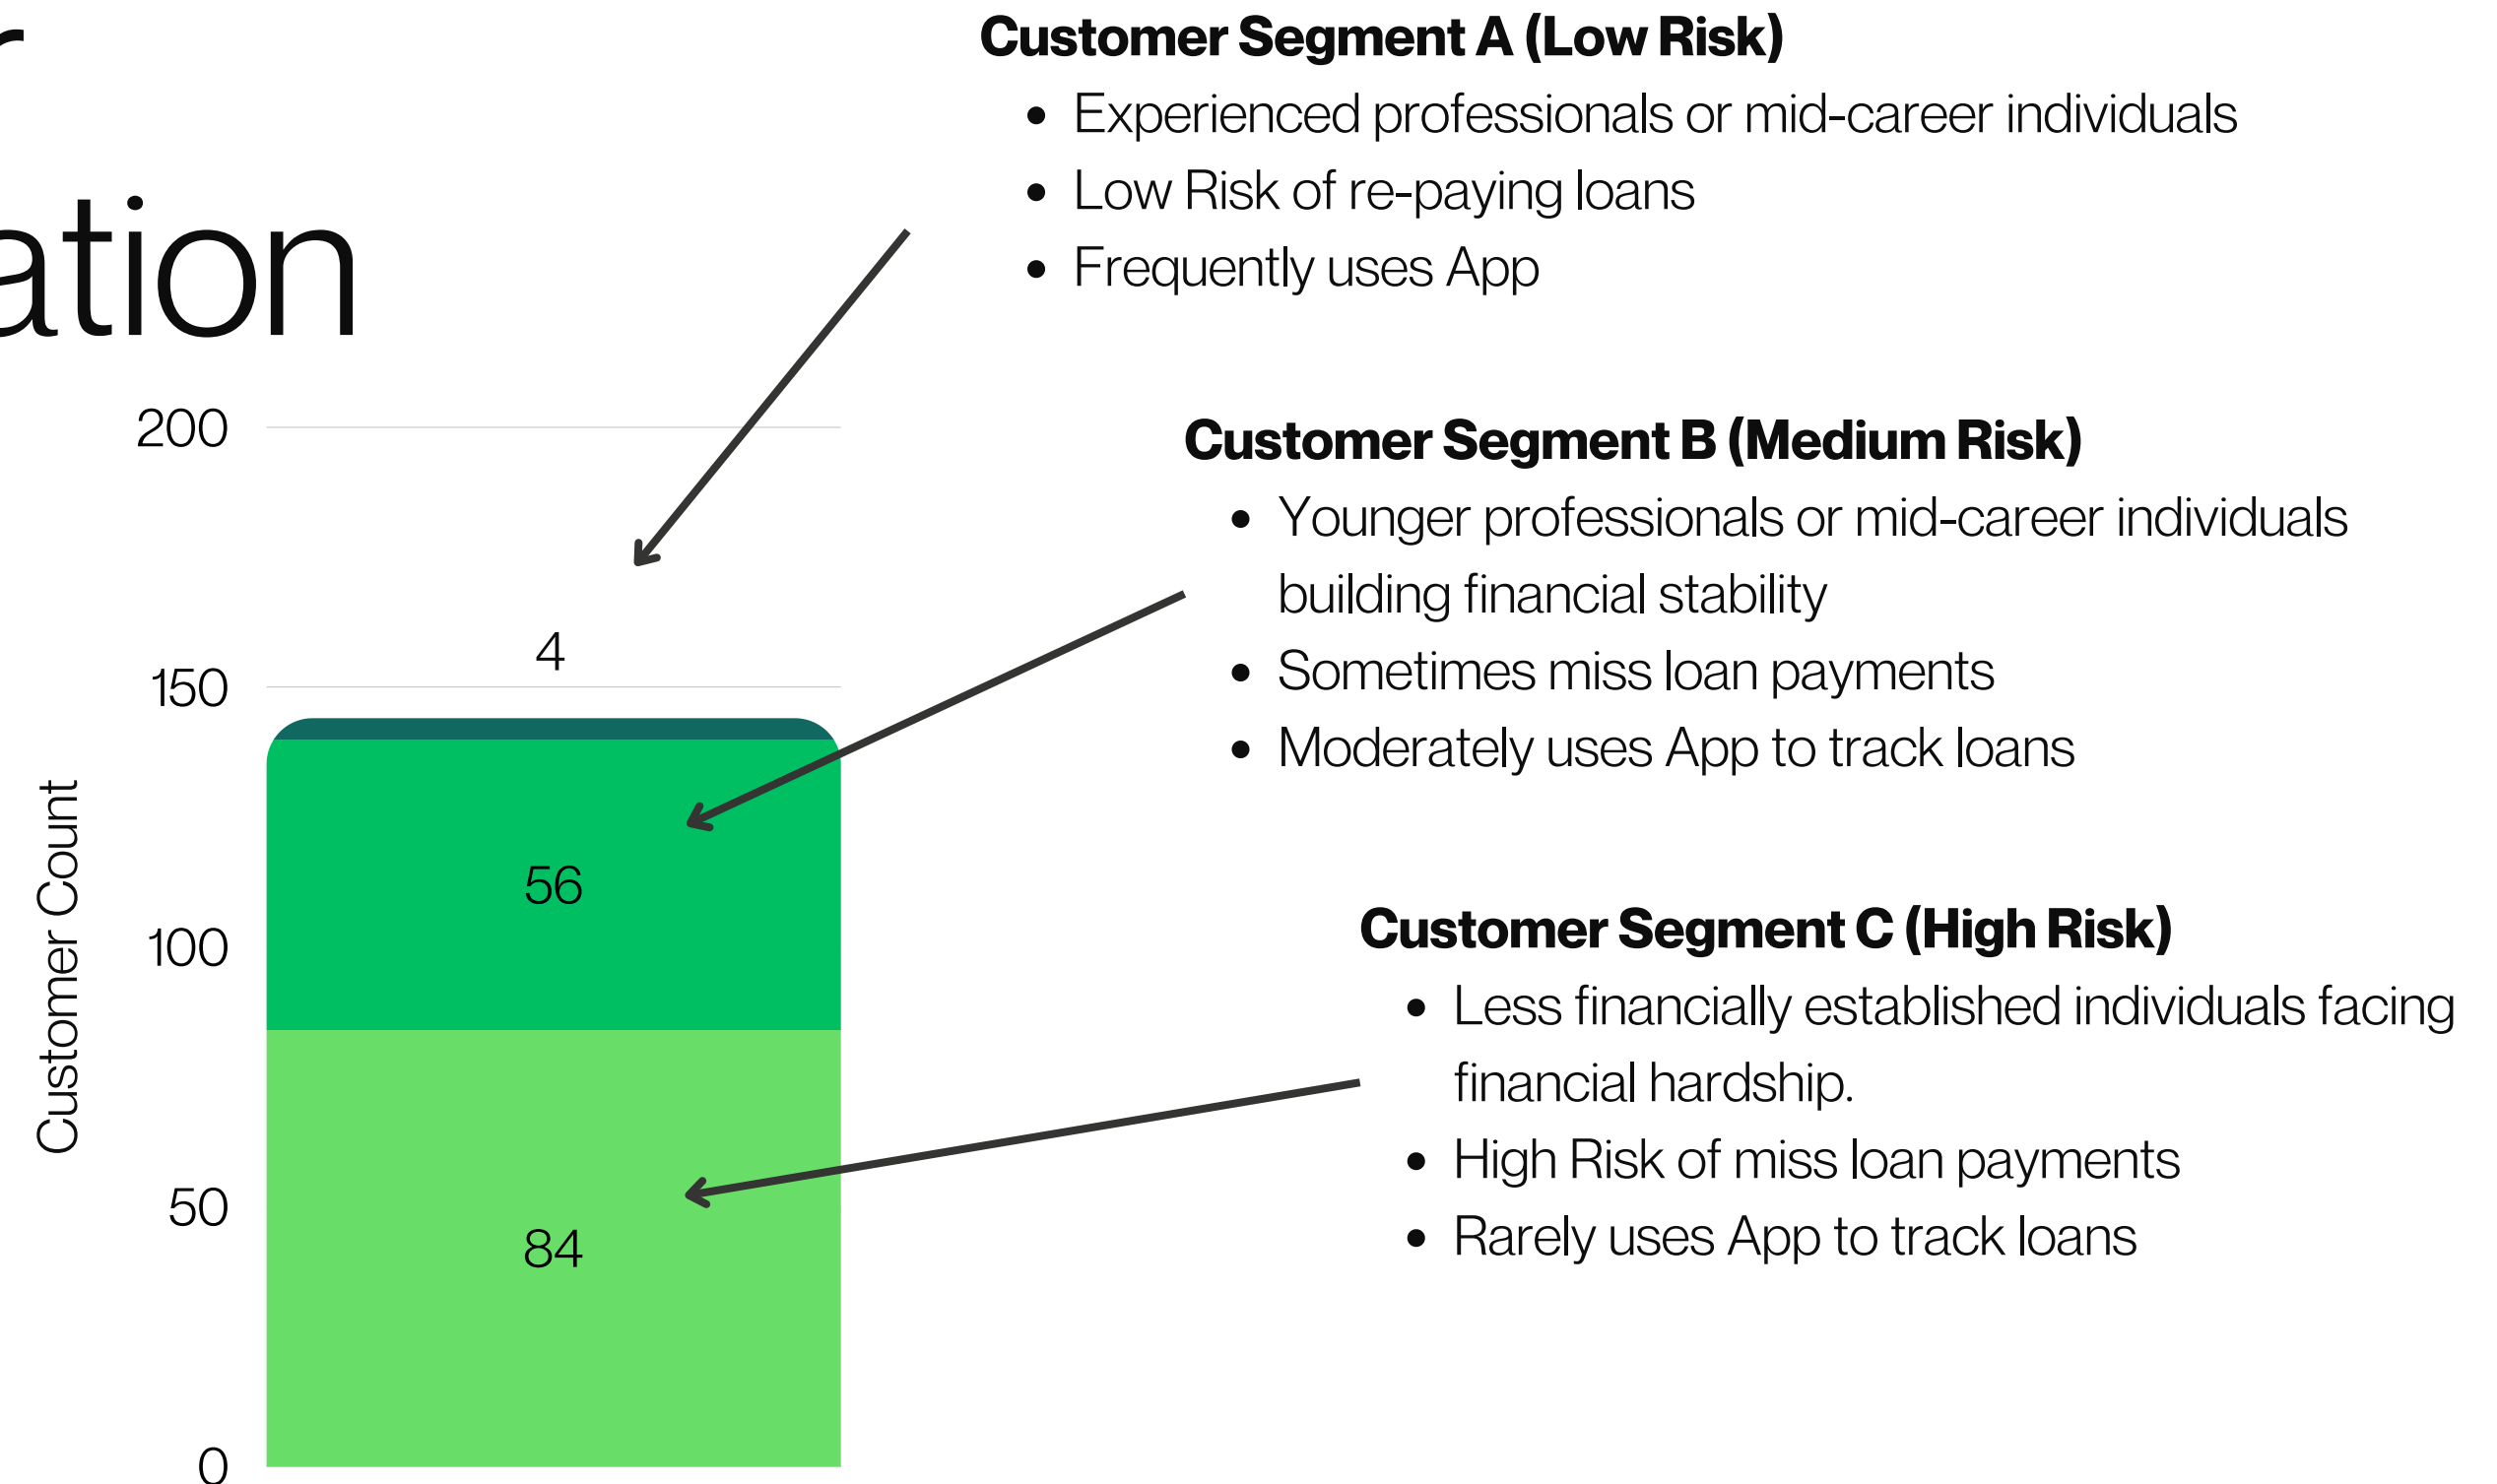 ation
Customer Segment A (Low Risk)
• Experienced professionals or mid-career individuals
• Low Risk of re-paying loans
• Frequently uses App
Customer Segment B (Medium Risk)
• Younger professionals or mid-career individuals
building financial stability
• Sometimes miss loan payments
• Moderately uses App to track loans
Customer Segment C (High Risk)
• Less financially established individuals facing
financial hardship.
• High Risk of miss loan payments
• Rarely uses App to track loans
Customer Count
200
150
100
50
0
4
56
84